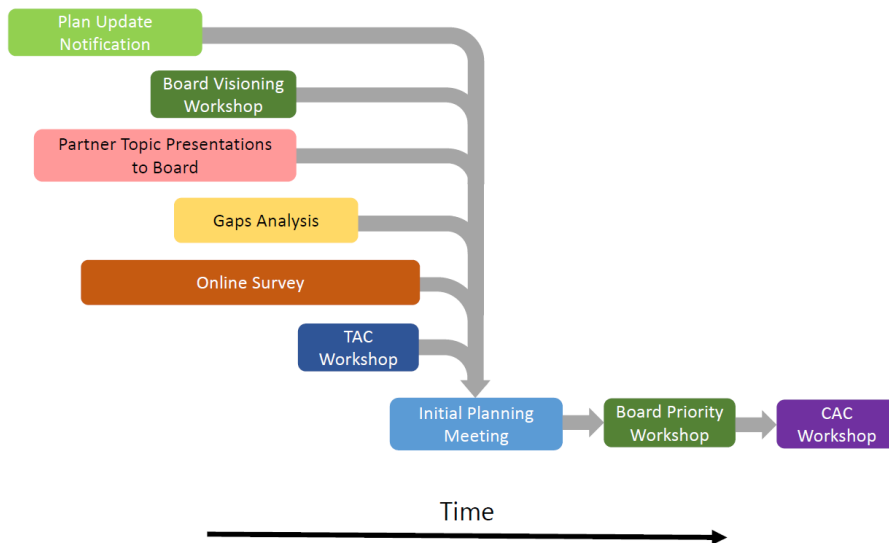 Plan Update
Notification
Board Visioning
Workshop
Partner Topic Presentations
to Board
Gaps Analysis
Online Survey
TAC
Workshop
Initial Planning
Meeting
Board Priority
Workshop
CAC
Workshop
Time